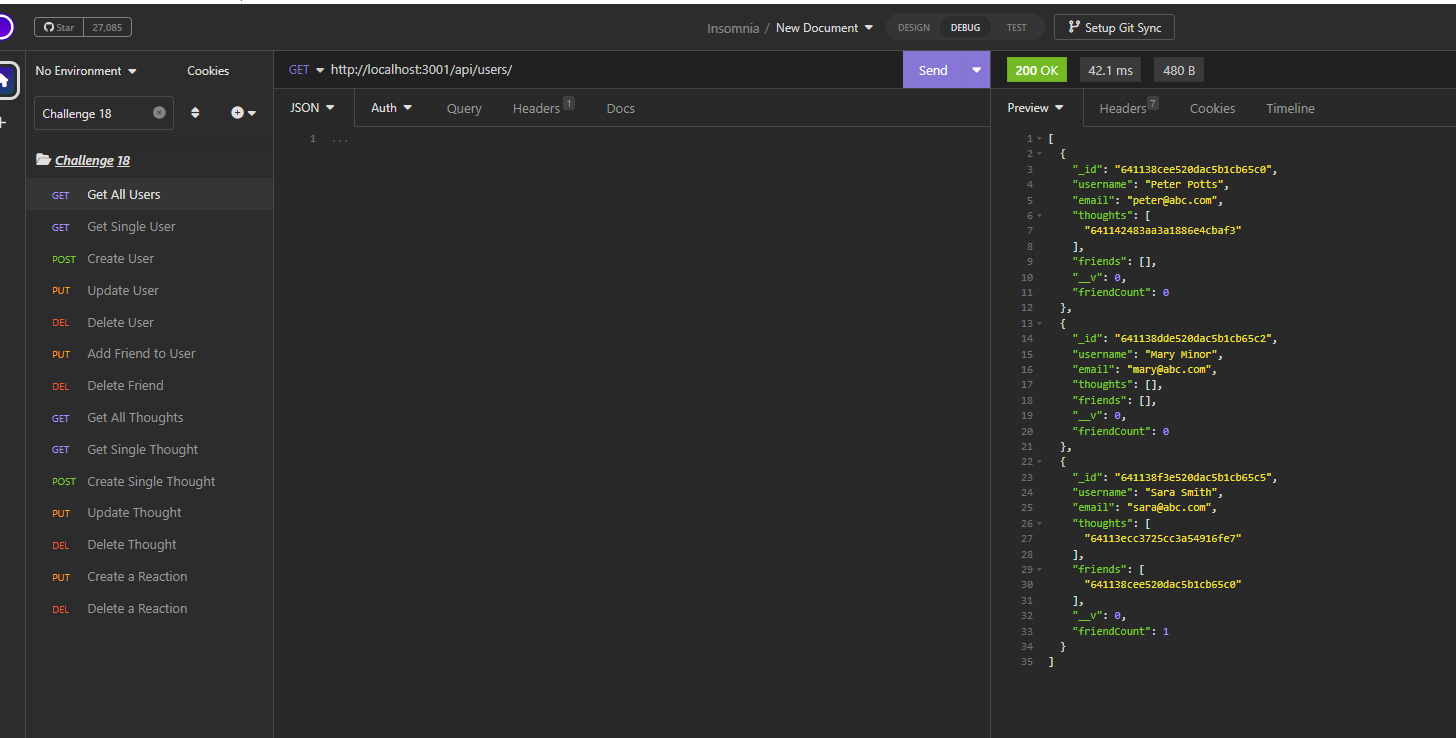 Star 27,085
Insomnia / New Document
DESIGN DEBUG TEST
Setup Git Sync
No Environment
Cookies
GET http://localhost:3001/api/users/
Send
200 OK 42.1 ms 480 B
Challenge 18
JSON Auth Query Headers 1 Docs
Preview Headers 7 Cookies Timeline
Challenge 18
GET Get All Users
GET Get Single User
POST Create User
PUT Update User
DEL Delete User
PUT Add Friend to User
DEL Delete Friend
GET Get All Thoughts
GET Get Single Thought
POST Create Single Thought
PUT Update Thought
DEL Delete Thought
PUT Create a Reaction
DEL Delete a Reaction
1 ...
1 [
2 {
3 "_id": "641138cee520dac5b1cb65c0",
4 "username": "Peter Potts",
5 "email": "peter@abc.com",
6 "thoughts": [
7 "641142483aa3a1886e4cbaf3"
8 ],
9 "friends": [],
10 "__v": 0,
11 "friendCount": 0
12 },
13 {
14 "_id": "641138dde520dac5b1cb65c2",
15 "username": "Mary Minor",
16 "email": "mary@abc.com",
17 "thoughts": [],
18 "friends": [],
19 "__v": 0,
20 "friendCount": 0
21 },
22 {
23 "_id": "641138f3e520dac5b1cb65c5",
24 "username": "Sara Smith",
25 "email": "sara@abc.com",
26 "thoughts": [
27 "64113ecc3725cc3a54916fe7"
28 ],
29 "friends": [
30 "641138cee520dac5b1cb65c0"
31 ],
32 "__v": 0,
33 "friendCount": 1
34 }
35 ]